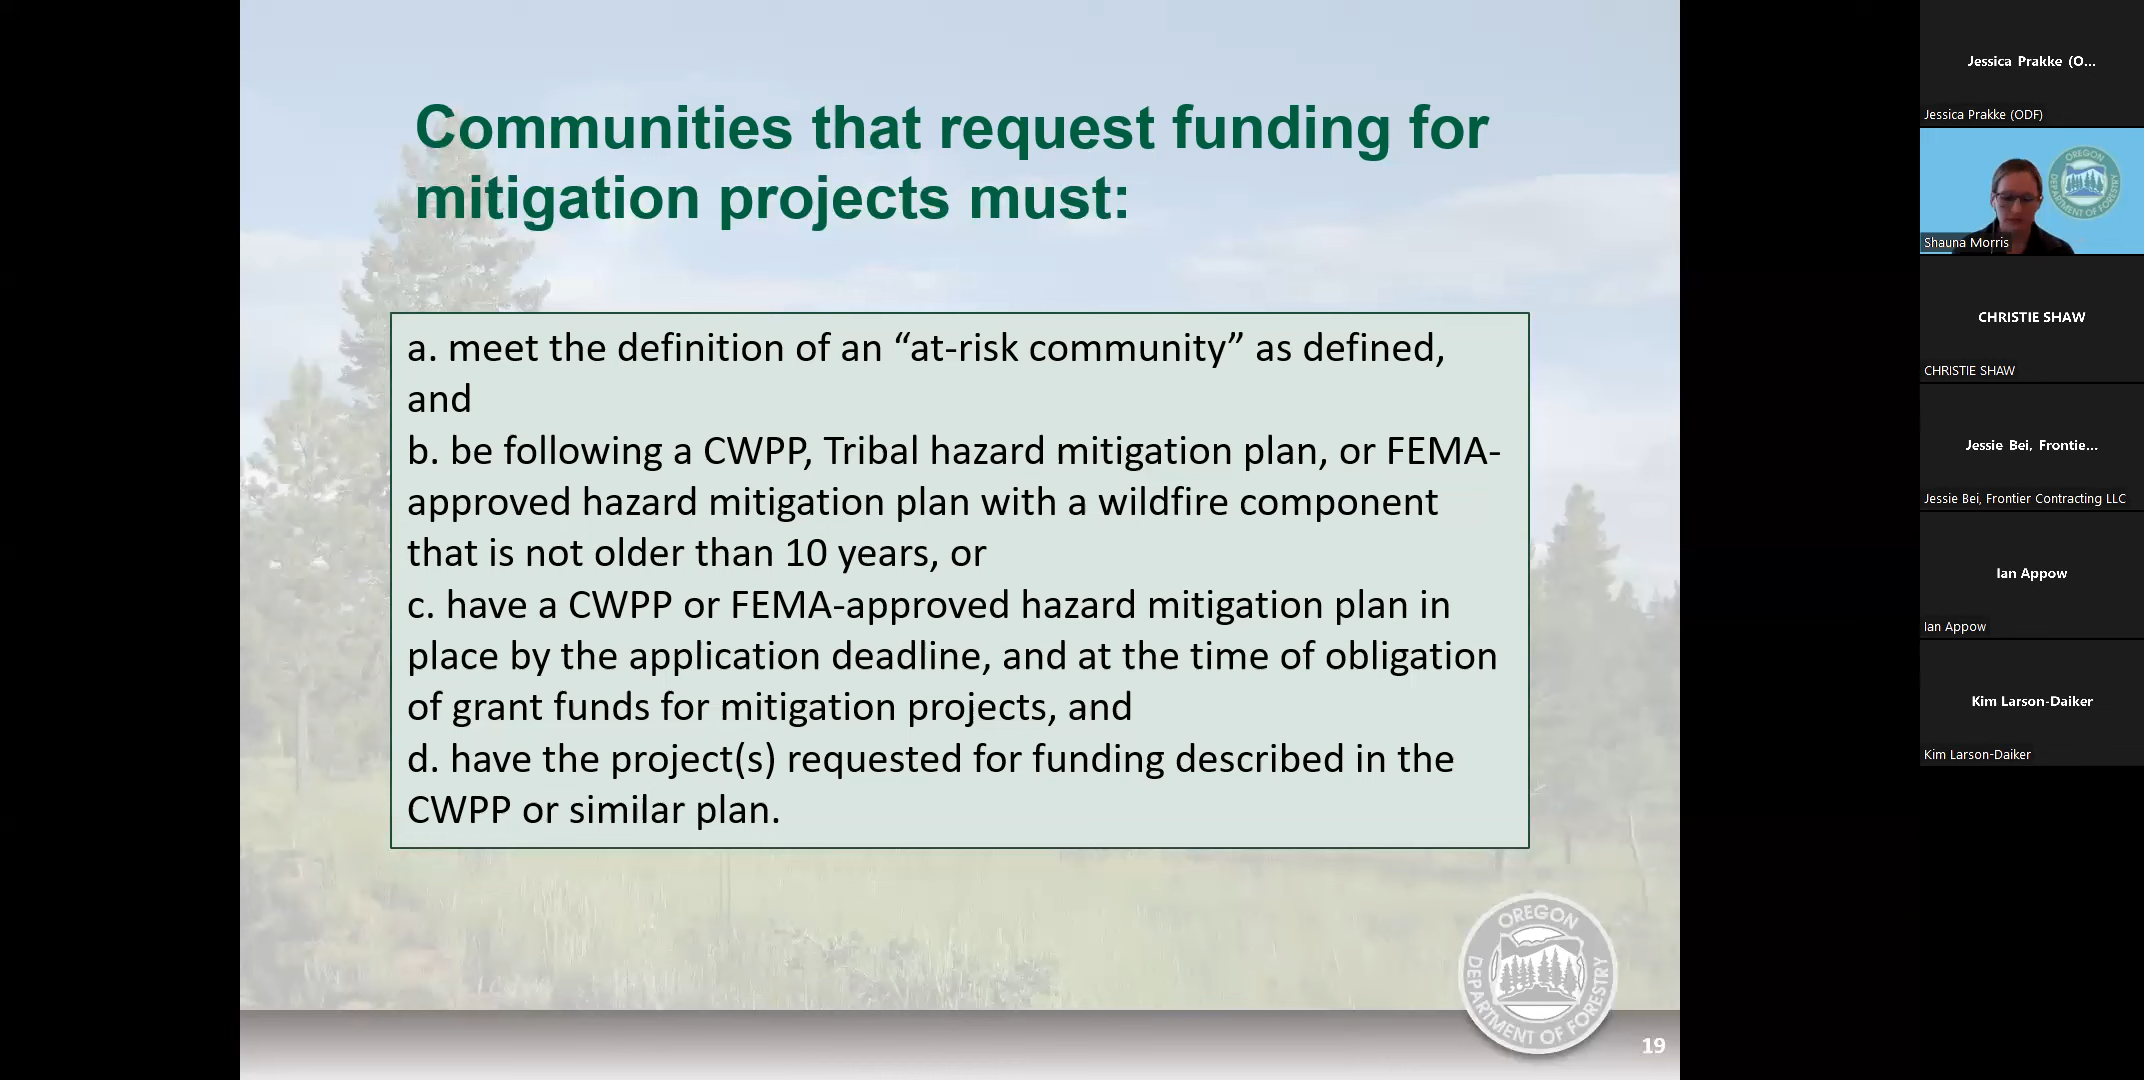 Communities that request funding for
mitigation projects must:
a. meet the definition of an “at-risk community” as defined,
and
b. be following a CWPP, Tribal hazard mitigation plan, or FEMA-
approved hazard mitigation plan with a wildfire component
that is not older than 10 years, or
c. have a CWPP or FEMA-approved hazard mitigation plan in
place by the application deadline, and at the time of obligation
of grant funds for mitigation projects, and
d. have the project(s) requested for funding described in the
CWPP or similar plan.
OREGON
DEPARTMENT OF FORESTRY
19
Jessica Prakke (O...
Jessica Prakke (ODF)
OREGON
DEPARTMENT OF FORESTRY
Shauna Morris
CHRISTIE SHAW
CHRISTIE SHAW
Jessie Bei, Frontie...
Jessie Bei, Frontier Contracting LLC
Ian Appow
Ian Appow
Kim Larson-Daiker
Kim Larson-Daiker